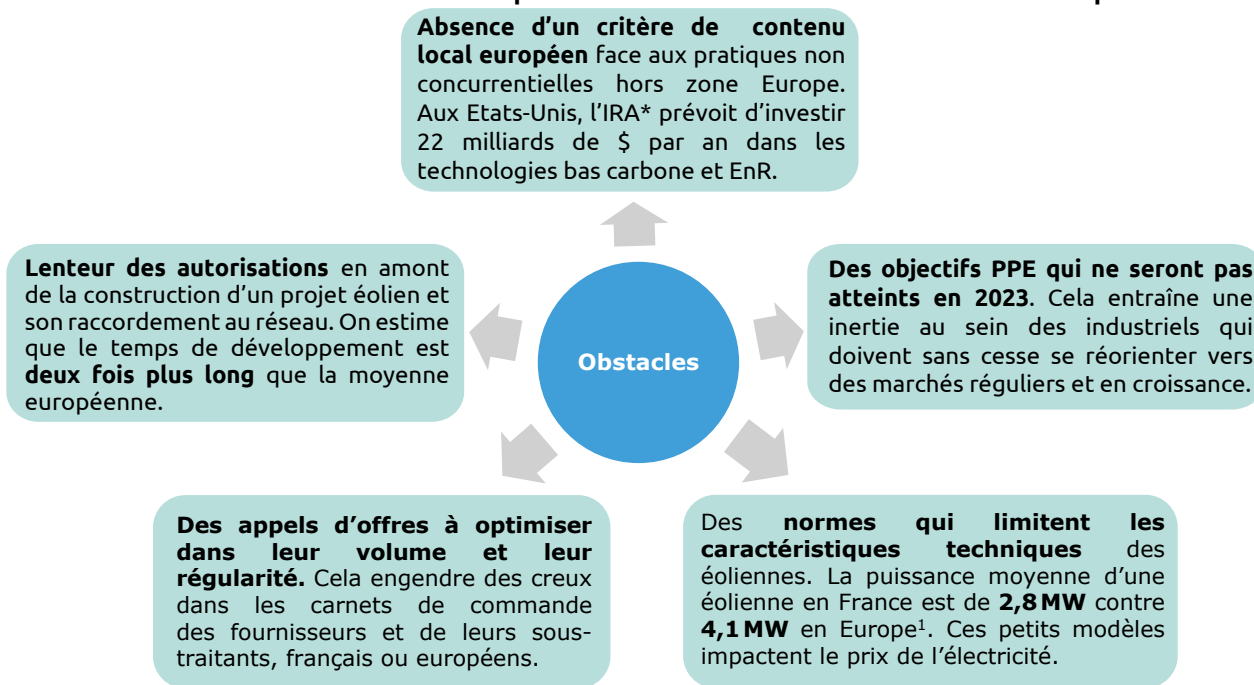 Absence d’un critère de contenu
local européen face aux pratiques non
concurrentielles hors zone Europe.
Aux Etats-Unis, l’IRA* prévoit d’investir
22 milliards de $ par an dans les
technologies bas carbone et EnR.
Lenteur des autorisations en amont
de la construction d’un projet éolien et
son raccordement au réseau. On estime
que le temps de développement est
deux fois plus long que la moyenne
européenne.
Obstacles
Des objectifs PPE qui ne seront pas
atteints en 2023. Cela entraîne une
inertie au sein des industriels qui
doivent sans cesse se réorienter vers
des marchés réguliers et en croissance.
Des appels d’offres à optimiser
dans leur volume et leur
régularité. Cela engendre des creux
dans les carnets de commande
des fournisseurs et de leurs sous-
traitants, français ou européens.
Des normes qui limitent les
caractéristiques techniques des
éoliennes. La puissance moyenne d’une
éolienne en France est de 2,8 MW contre
4,1 MW en Europe¹. Ces petits modèles
impactent le prix de l’électricité.